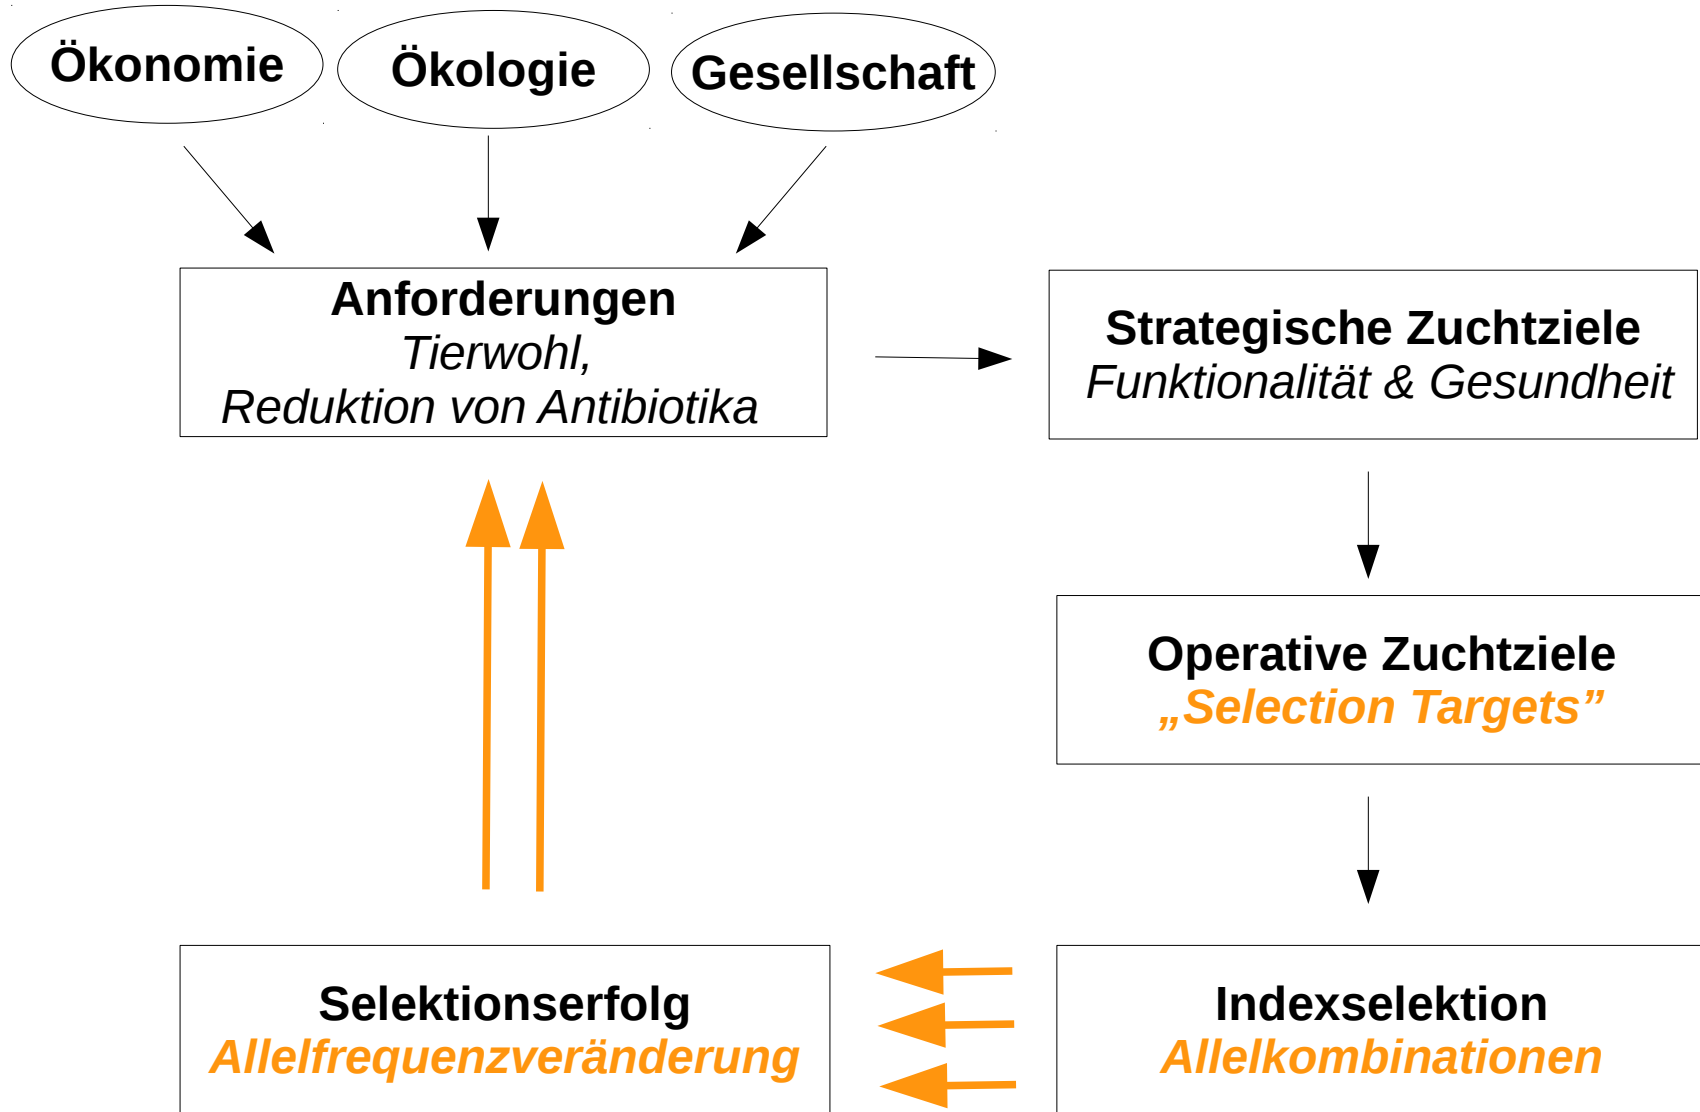 Ökonomie
Ökologie
Gesellschaft
Anforderungen
Tierwohl,
Reduktion von Antibiotika
Strategische Zuchtziele
Funktionalität & Gesundheit
Operative Zuchtziele
„Selection Targets”
Selektionserfolg
Allelfrequenzveränderung
Indexselektion
Allelkombinationen